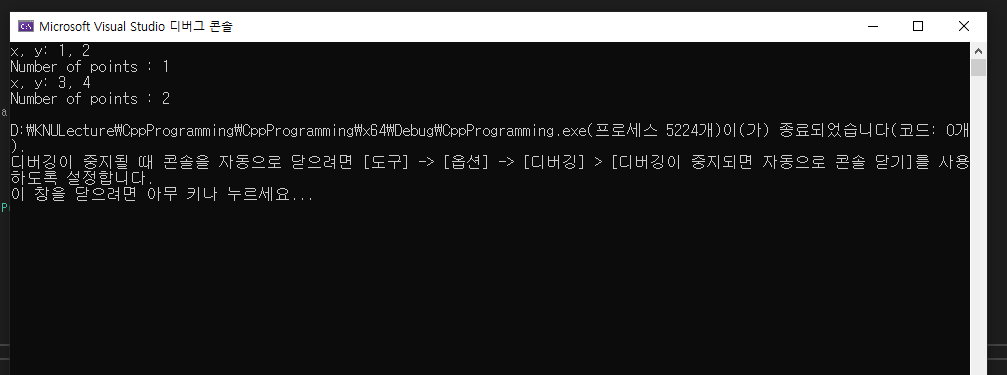 Microsoft Visual Studio 디버그 콘솔
x, y: 1, 2
Number of points : 1
x, y: 3, 4
Number of points : 2
D:\KNULecture\CppProgramming\CppProgramming\x64\Debug\CppProgramming.exe(프로세스 5224개)이(가) 종료되었습니다(코드: 0개
).
디버깅이 중지될 때 콘솔을 자동으로 닫으려면 [도구] -> [옵션] -> [디버깅] > [디버깅이 중지되면 자동으로 콘솔 닫기]를 사용
하도록 설정합니다.
이 창을 닫으려면 아무 키나 누르세요...